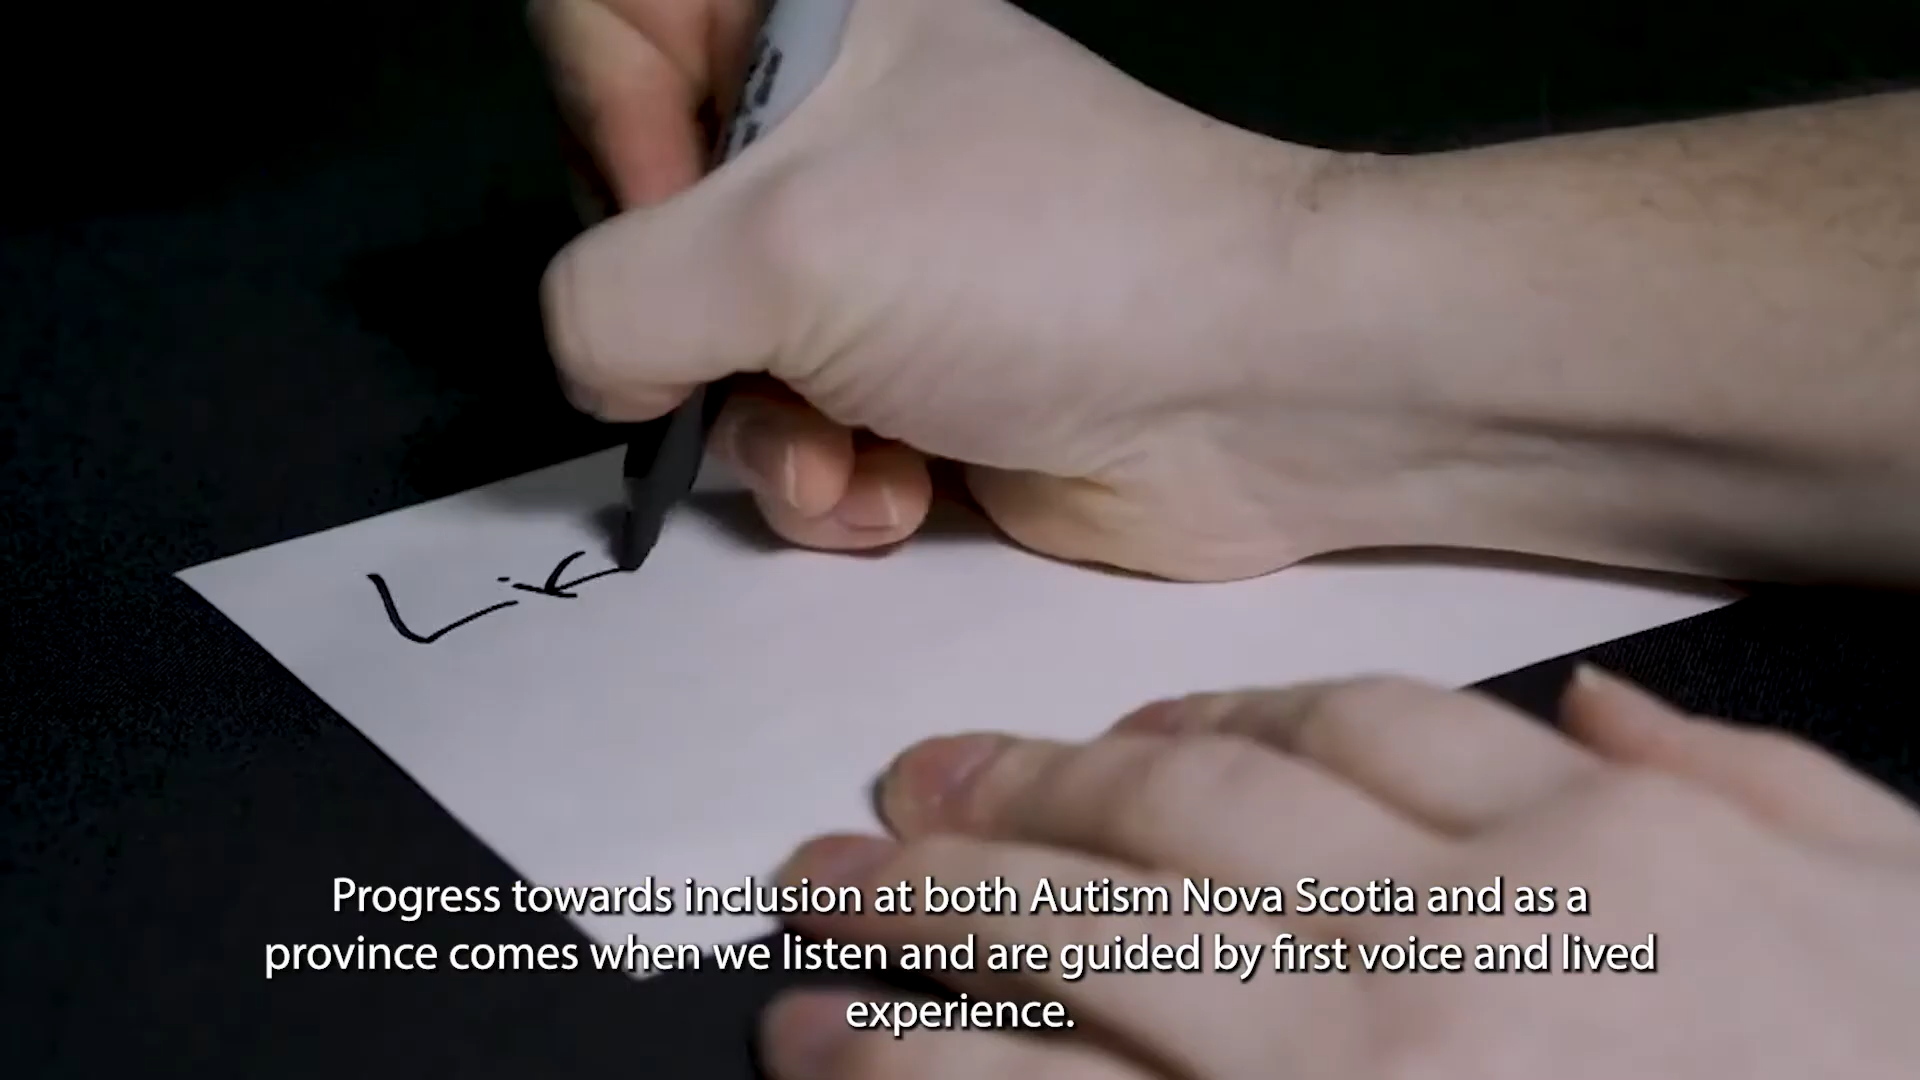 Progress towards inclusion at both Autism Nova Scotia and as a
province comes when we listen and are guided by first voice and lived
experience.